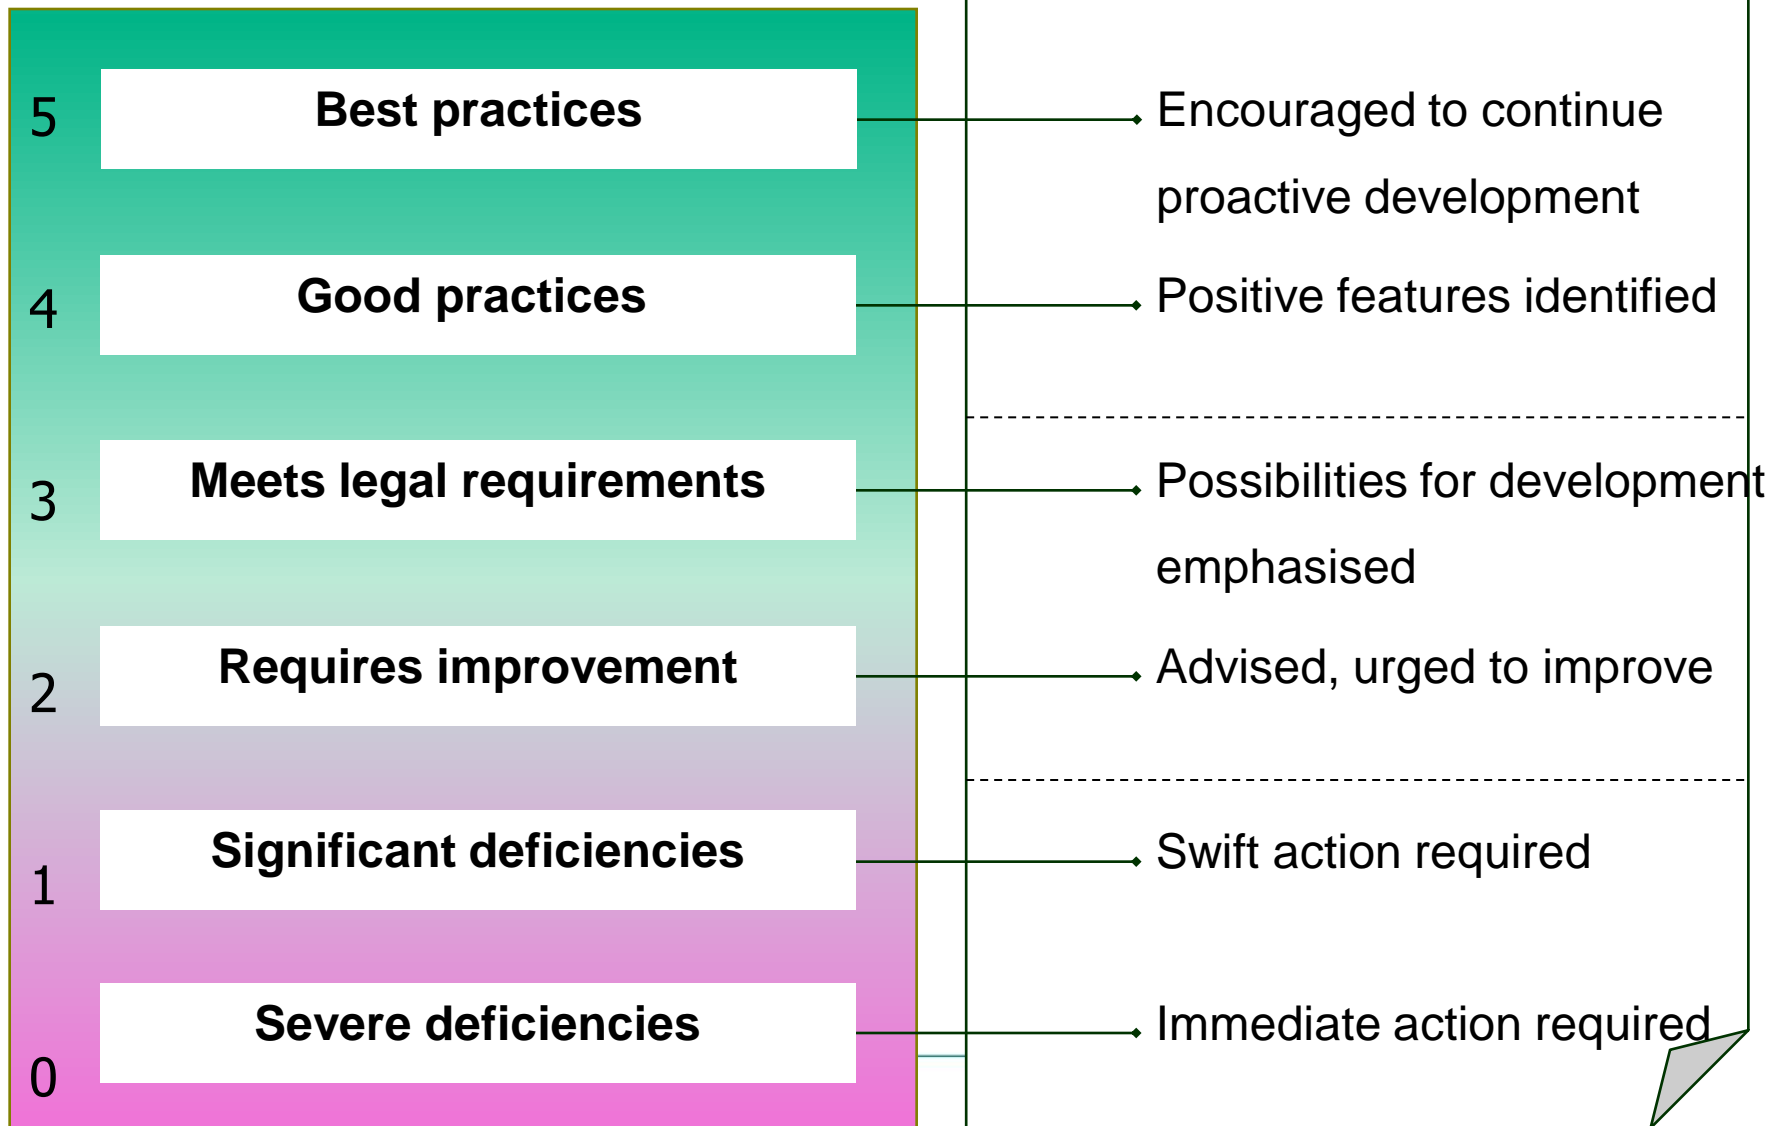 5 Best practices Encouraged to continue
proactive development
4 Good practices Positive features identified
3 Meets legal requirements Possibilities for development
emphasised
2 Requires improvement Advised, urged to improve
1 Significant deficiencies Swift action required
0 Severe deficiencies Immediate action required